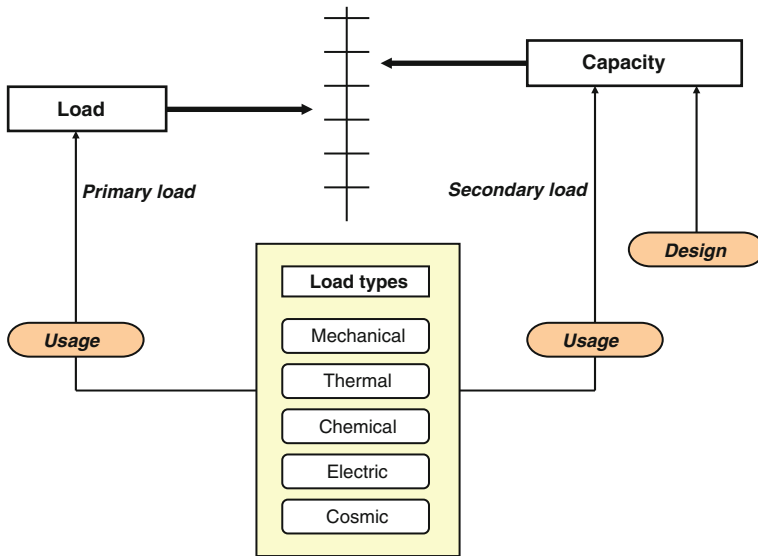 Capacity
Load
Primary load
Secondary load
Design
Load types
Usage
Usage
Mechanical
Thermal
Chemical
Electric
Cosmic